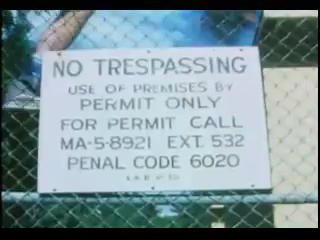 NO TRESPASSING
USE OF PREMISES BY
PERMIT ONLY
FOR PERMIT CALL
MA-5-8921 EXT. 532
PENAL CODE 6020